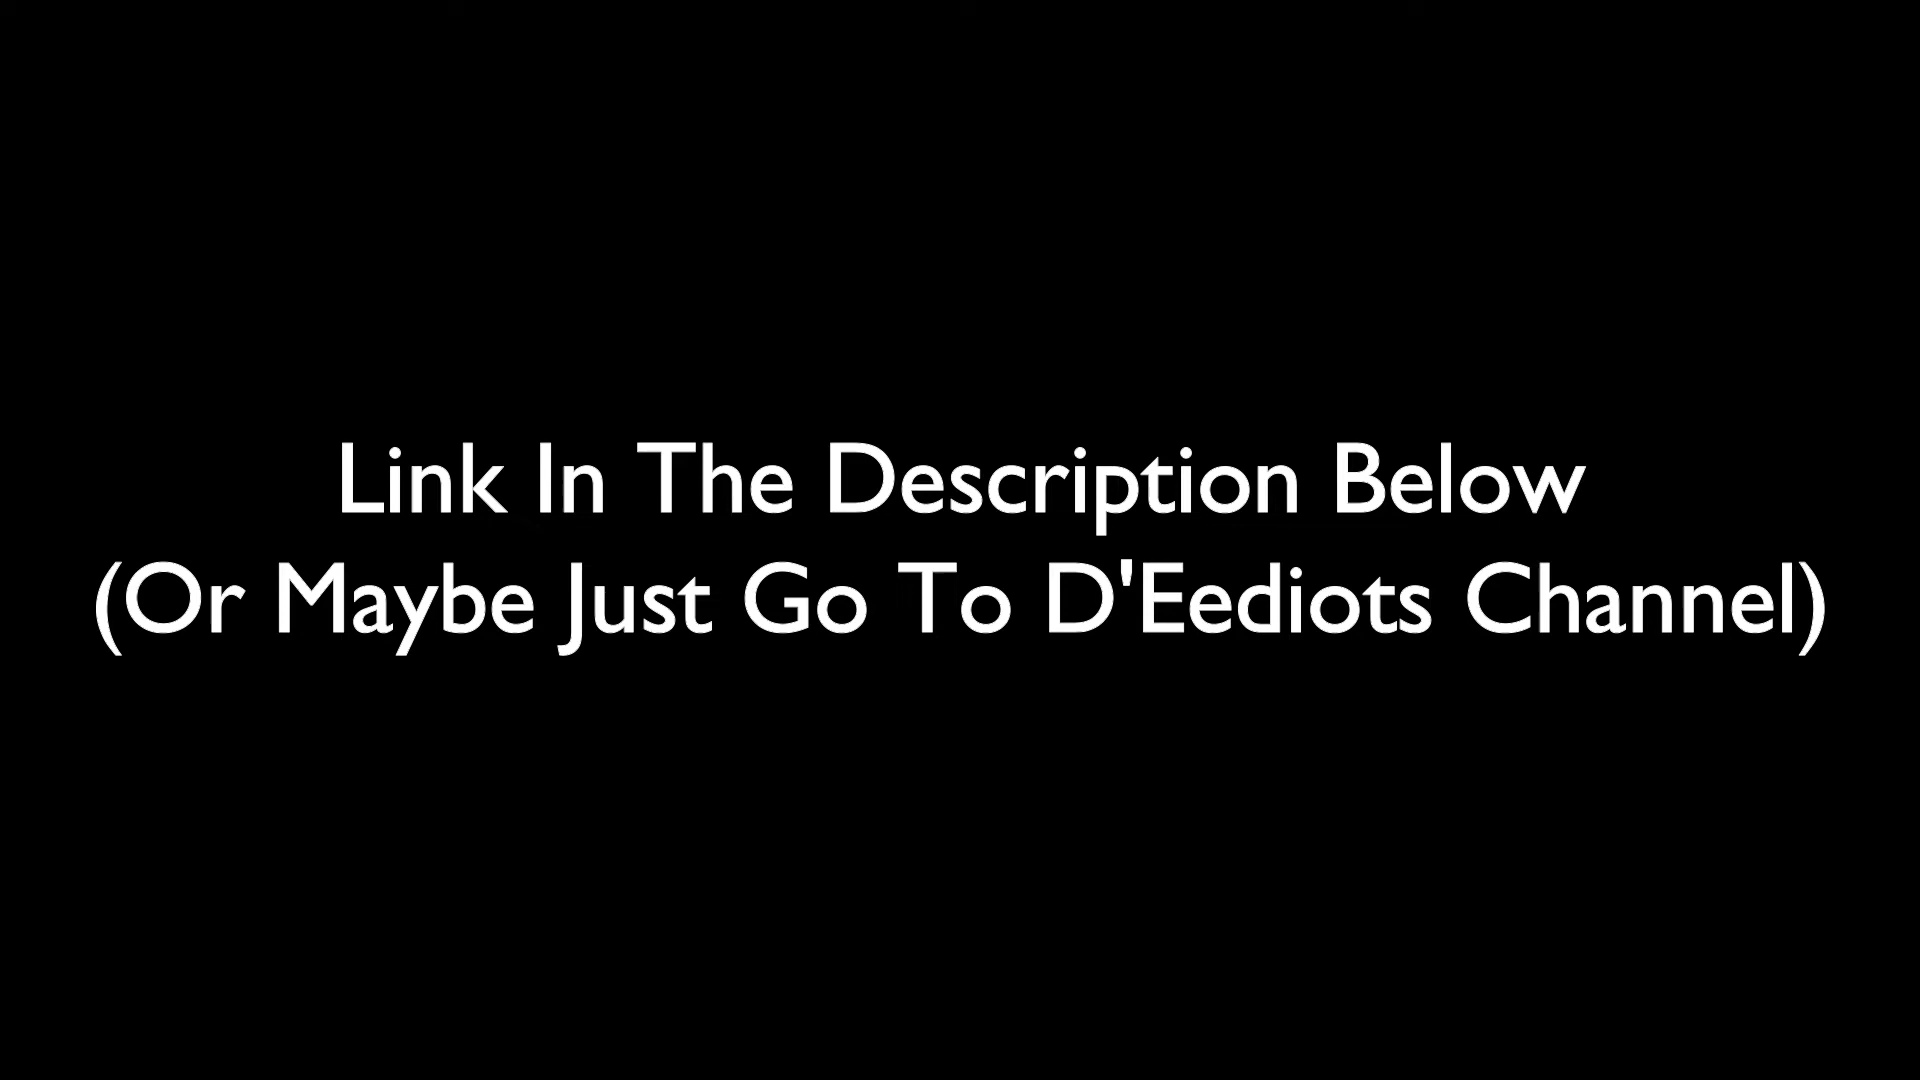 Link In The Description Below
(Or Maybe Just Go To D'Eediots Channel)